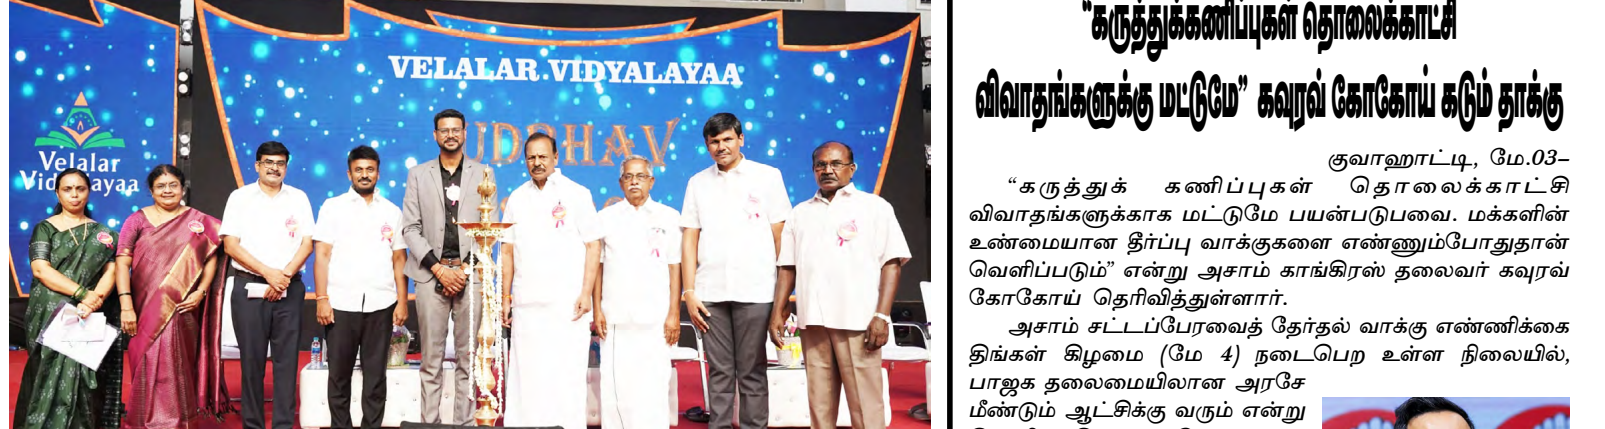 VELALAR VIDYALAYAA
UDBHAV
Velalar
Vidyalayaa
"கருத்துக்கணிப்புகள் தொலைக்காட்சி
விவாதங்களுக்கு மட்டுமே” கவுரவ் கோகோய் கடும் தாக்கு
குவாஹாட்டி, மே.03–
“கருத்துக் கணிப்புகள் தொலைக்காட்சி
விவாதங்களுக்காக மட்டுமே பயன்படுபவை. மக்களின்
உண்மையான தீர்ப்பு வாக்குகளை எண்ணும்போதுதான்
வெளிப்படும்” என்று அசாம் காங்கிரஸ் தலைவர் கவுரவ்
கோகோய் தெரிவித்துள்ளார்.
அசாம் சட்டப்பேரவைத் தேர்தல் வாக்கு எண்ணிக்கை
திங்கள் கிழமை (மே 4) நடைபெற உள்ள நிலையில்,
பாஜக தலைமையிலான அரசே
மீண்டும் ஆட்சிக்கு வரும் என்று